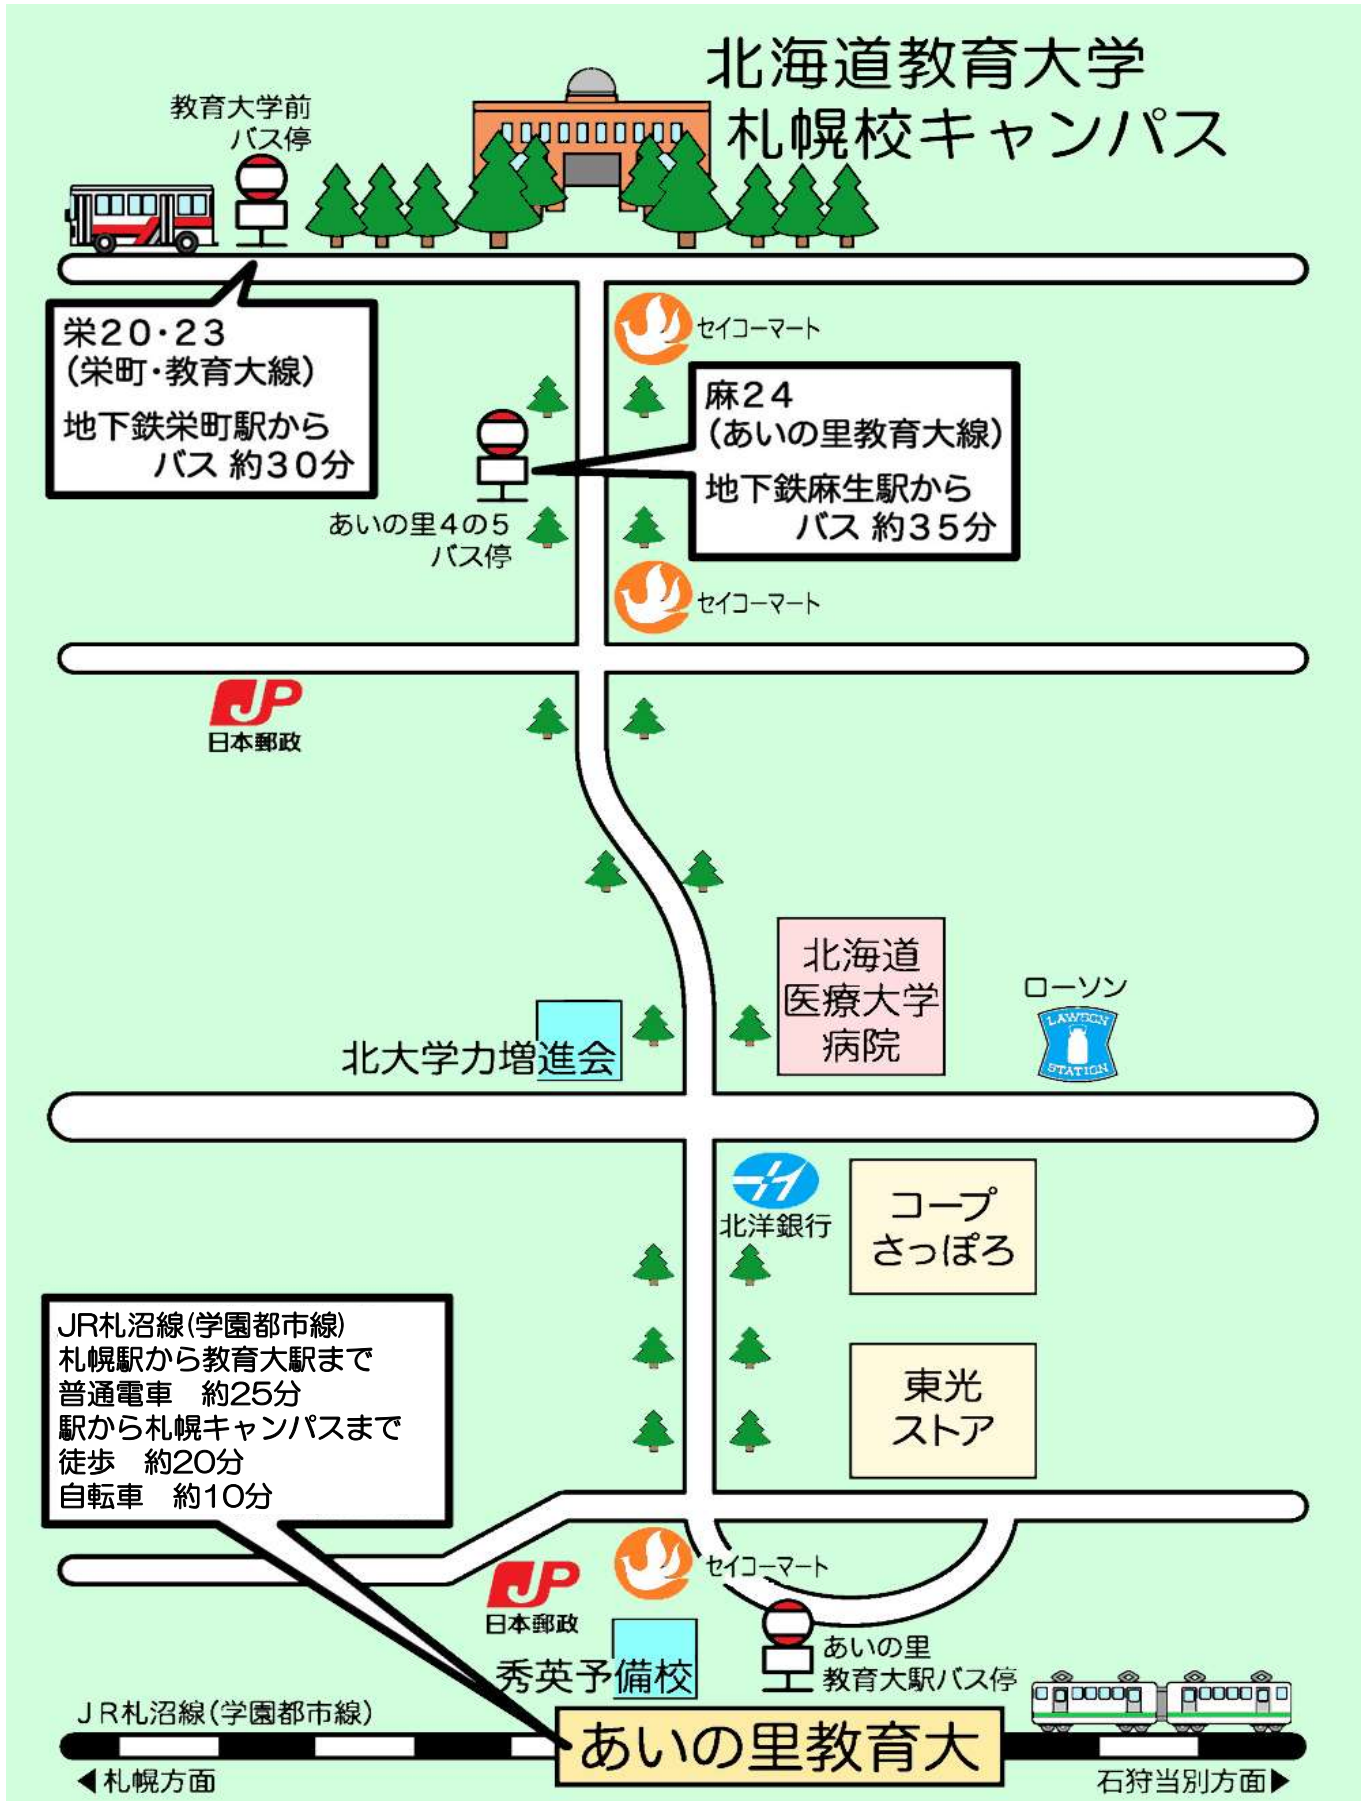 北海道教育大学
札幌校キャンパス
教育大学前
バス停
栄20・23
(栄町・教育大線)
地下鉄栄町駅から
バス 約30分
セイコーマート
麻24
(あいの里教育大線)
地下鉄麻生駅から
バス 約35分
あいの里4の5
バス停
セイコーマート
JP
日本郵政
北海道
医療大学
病院
ローソン
LAWSON
STATION
北大学力増進会
北洋銀行
コープ
さっぽろ
東光
ストア
JR札沼線(学園都市線)
札幌駅から教育大駅まで
普通電車 約25分
駅から札幌キャンパスまで
徒歩 約20分
自転車 約10分
セイコーマート
JP
日本郵政
秀英予備校
あいの里
教育大駅バス停
JR札沼線(学園都市線)
あいの里教育大
◀札幌方面
石狩当別方面▶